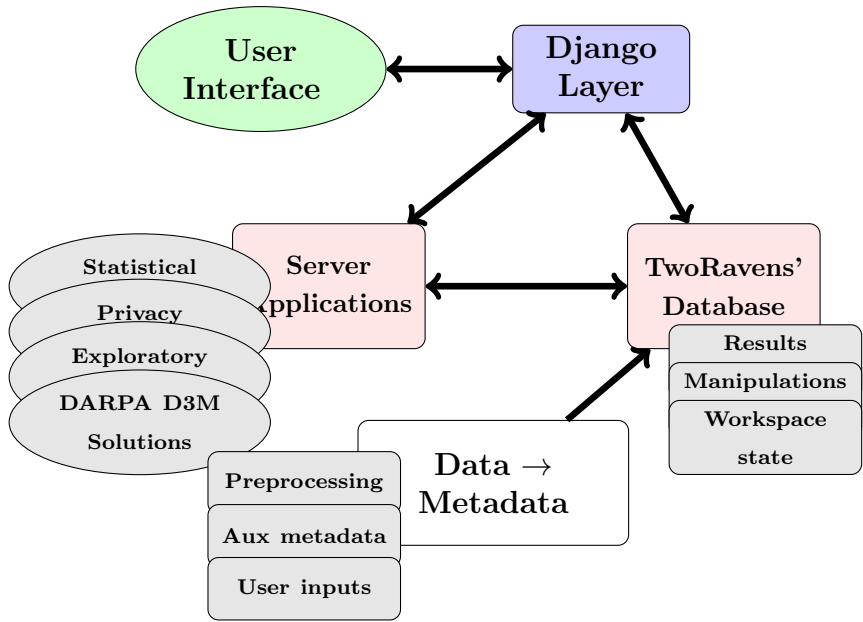 User
Interface
Django
Layer
Statistical
Privacy
Exploratory
DARPA D3M
Solutions
Server
pplications
TwoRavens’
Database
Results
Manipulations
Workspace
state
Data →
Metadata
Preprocessing
Aux metadata
User inputs